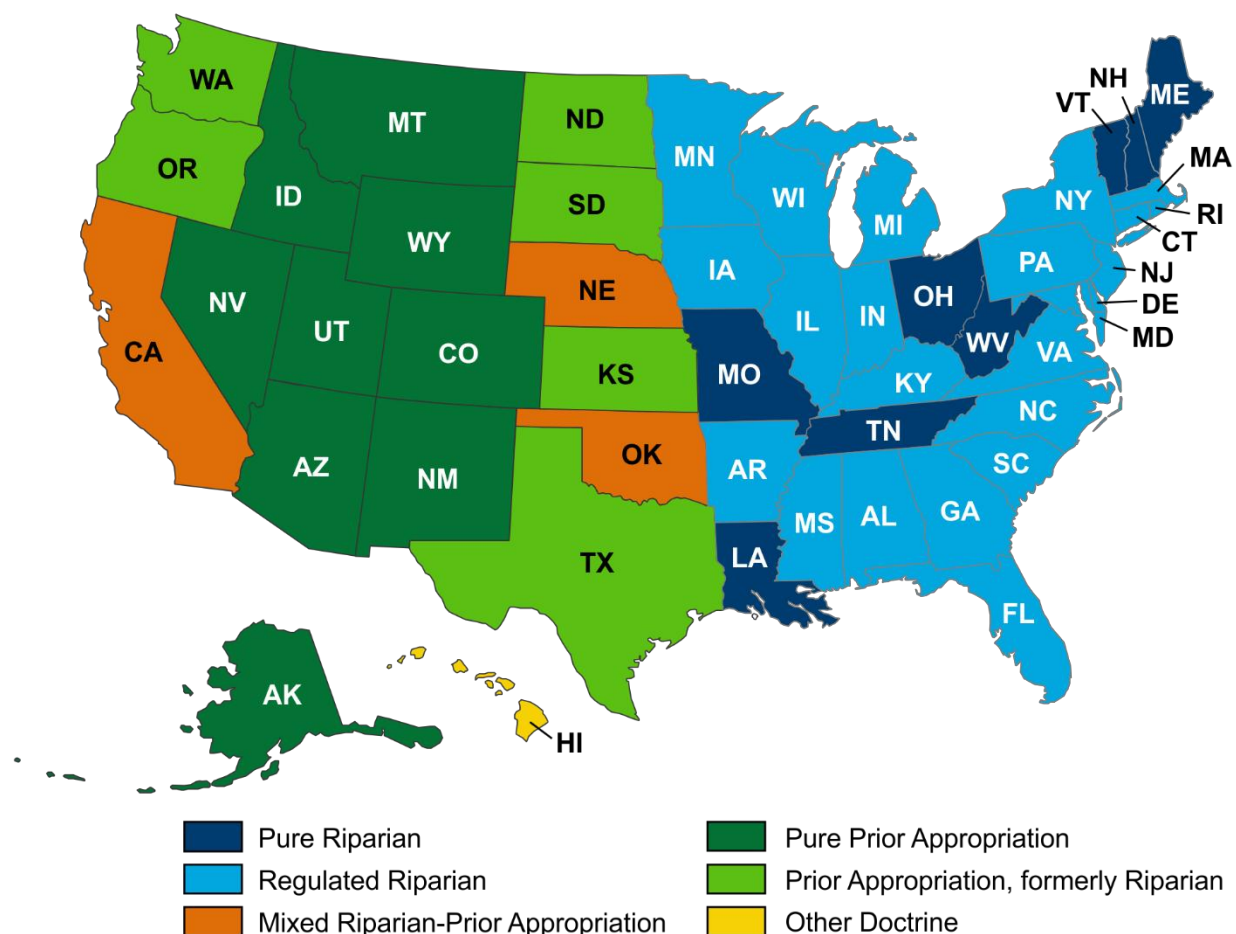 WA
MT
ND
OR
ID
SD
WY
MN
WI
MI
NH
VT
ME
MA
NY
RI
CT
NV
UT
CO
NE
IA
IL
IN
OH
PA
NJ
DE
MD
WV
VA
CA
KS
MO
KY
NC
TN
AZ
NM
OK
AR
SC
MS
AL
GA
TX
LA
FL
AK
HI
Pure Riparian
Pure Prior Appropriation
Regulated Riparian
Prior Appropriation, formerly Riparian
Mixed Riparian-Prior Appropriation
Other Doctrine